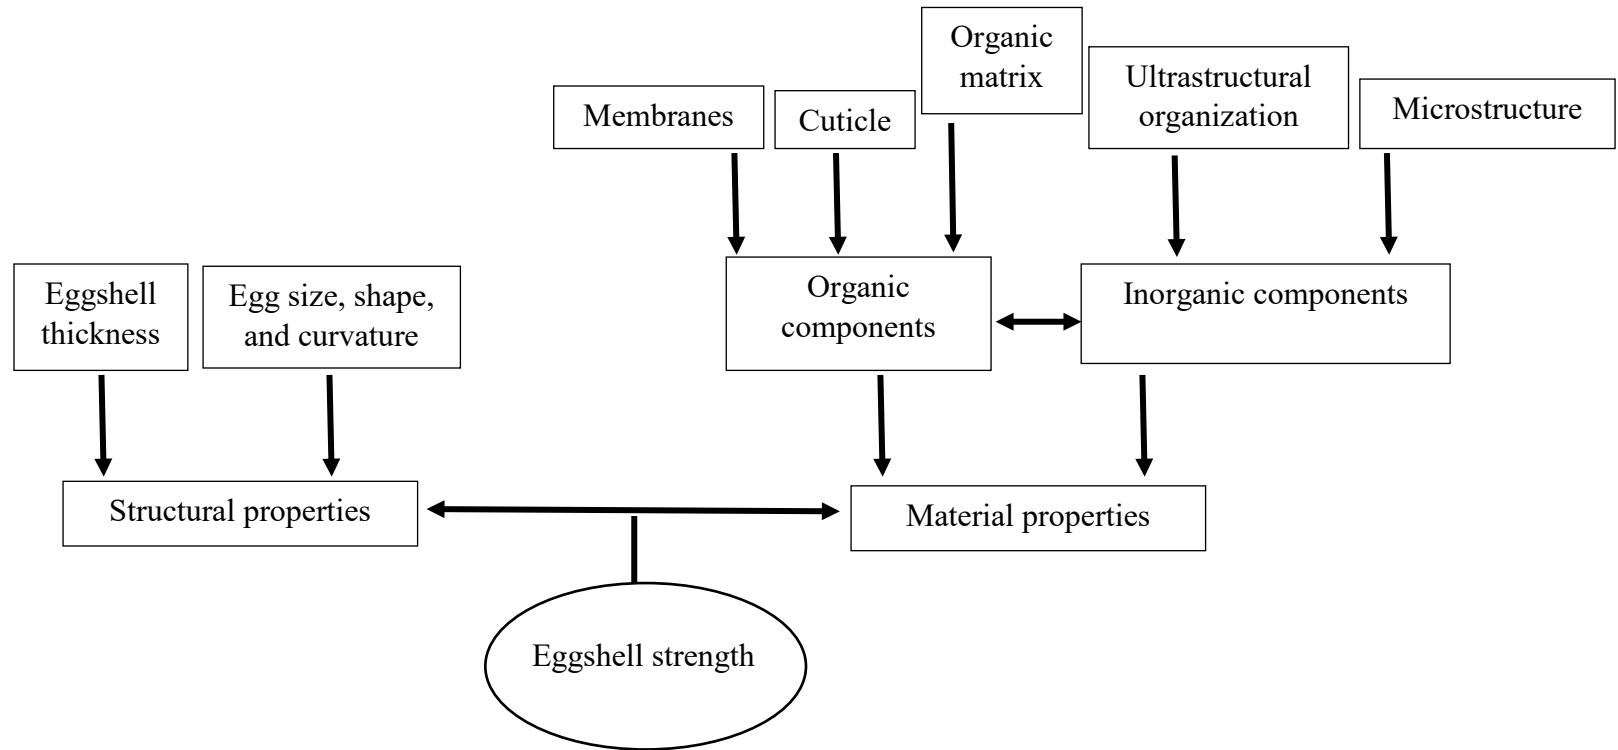 Organic
matrix
Ultrastructural
organization
Microstructure
Membranes
Cuticle
Eggshell
thickness
Egg size, shape,
and curvature
Organic
components
Inorganic components
Structural properties
Material properties
Eggshell strength